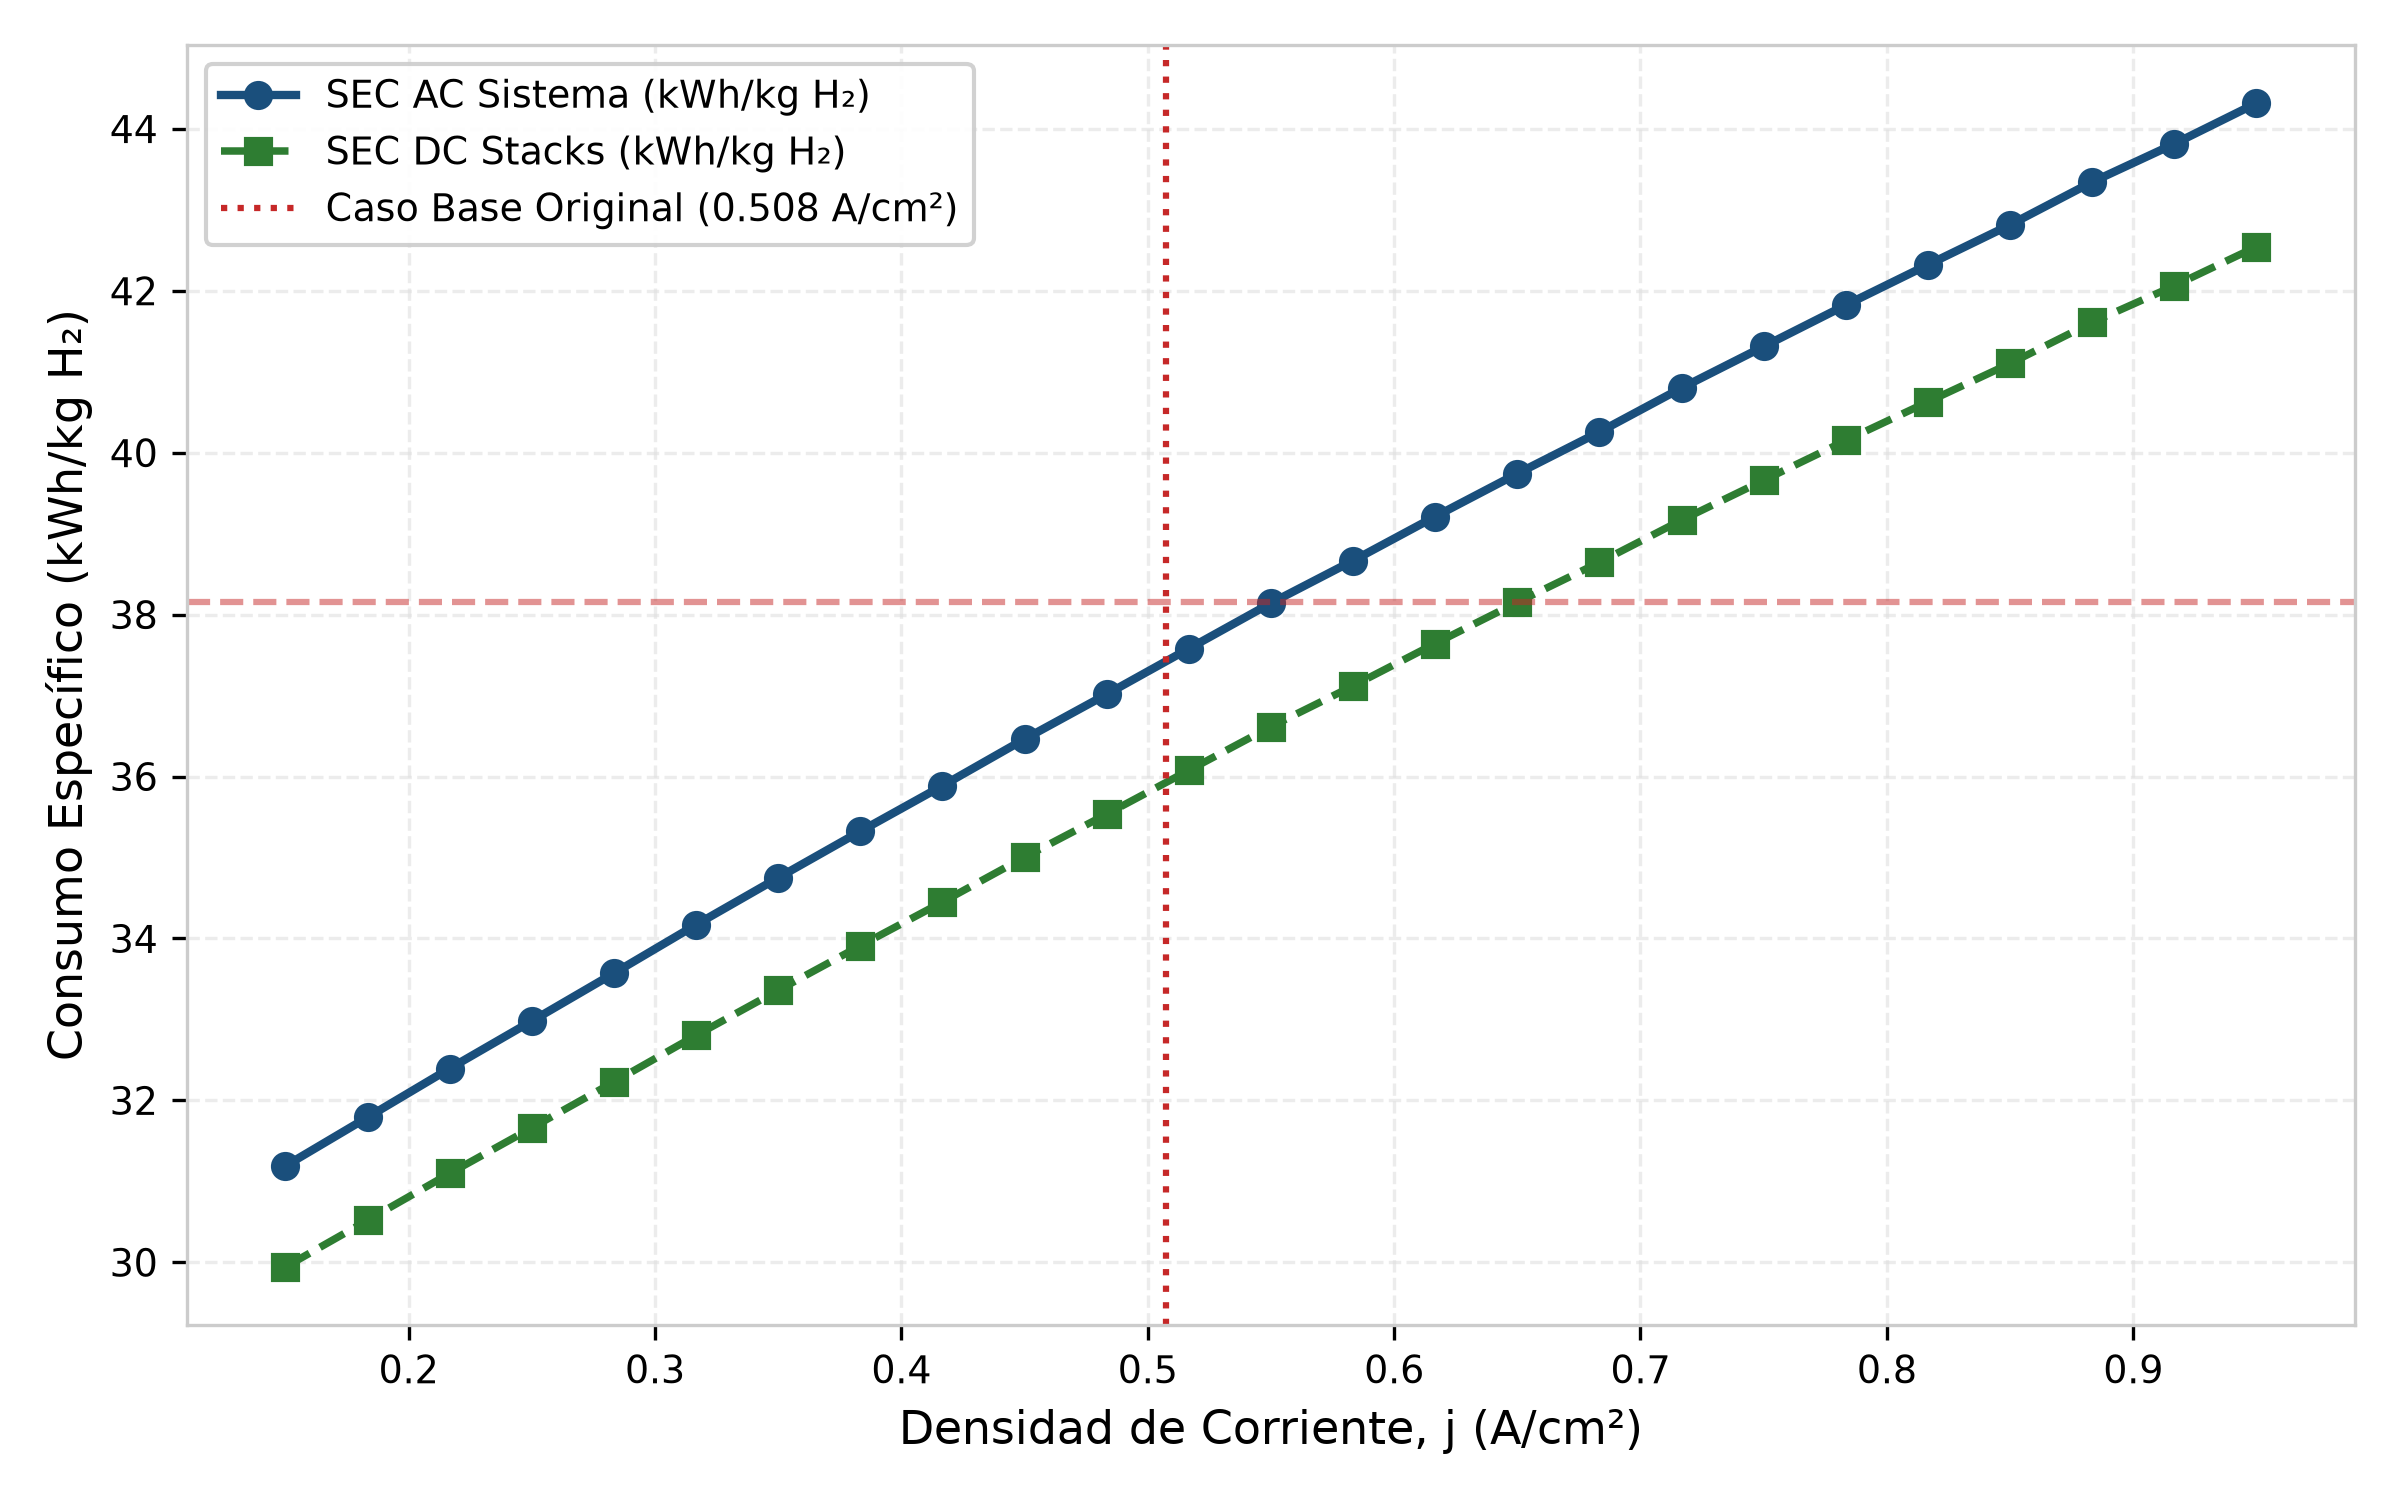 SEC AC Sistema (kWh/kg H₂)
SEC DC Stacks (kWh/kg H₂)
Caso Base Original (0.508 A/cm²)
Consumo Específico (kWh/kg H₂)
44
42
40
38
36
34
32
30
0.2 0.3 0.4 0.5 0.6 0.7 0.8 0.9
Densidad de Corriente, j (A/cm²)